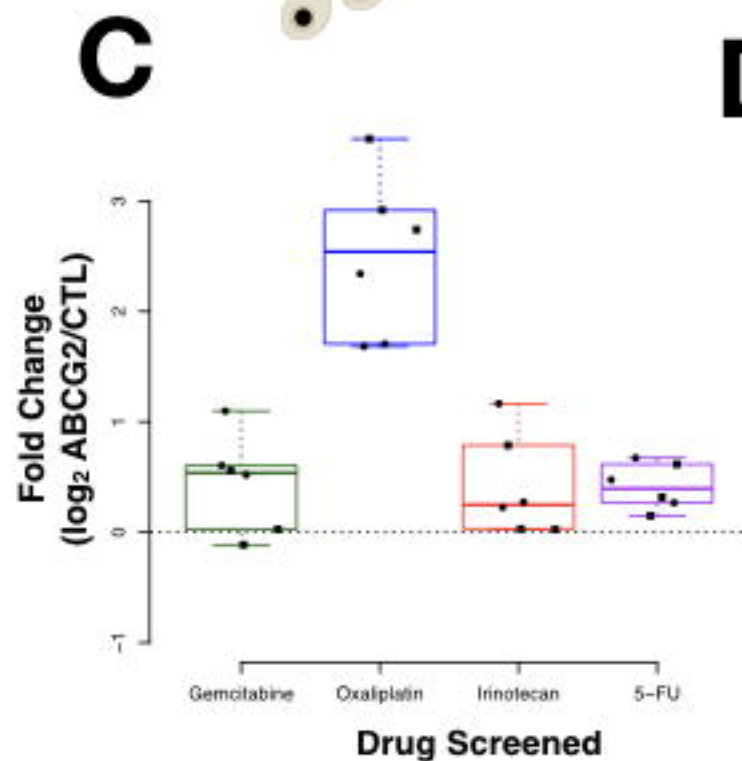 C
3
2
1
0
−1
Fold Change
(log₂ ABCG2/CTL)
Gemcitabine
Oxaliplatin
Irinotecan
5−FU
Drug Screened